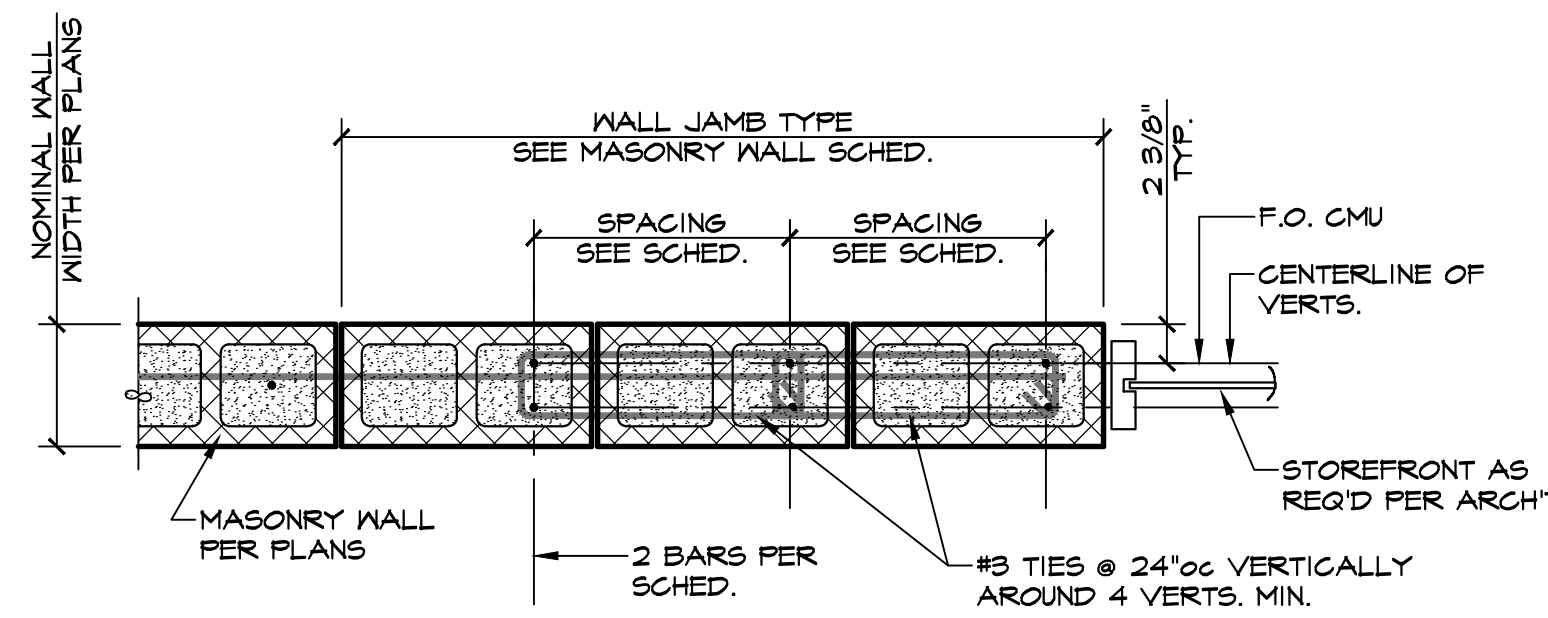 NOMINAL WALL
WIDTH PER PLANS
WALL JAMB TYPE
SEE MASONRY WALL SCHED.
2 3/8"
TYP.
SPACING
SEE SCHED.
SPACING
SEE SCHED.
F.O. CMU
CENTERLINE OF
VERTS.
STOREFRONT AS
REQ'D PER ARCH'
MASONRY WALL
PER PLANS
2 BARS PER
SCHED.
#3 TIES @ 24"oc VERTICALLY
AROUND 4 VERTS. MIN.